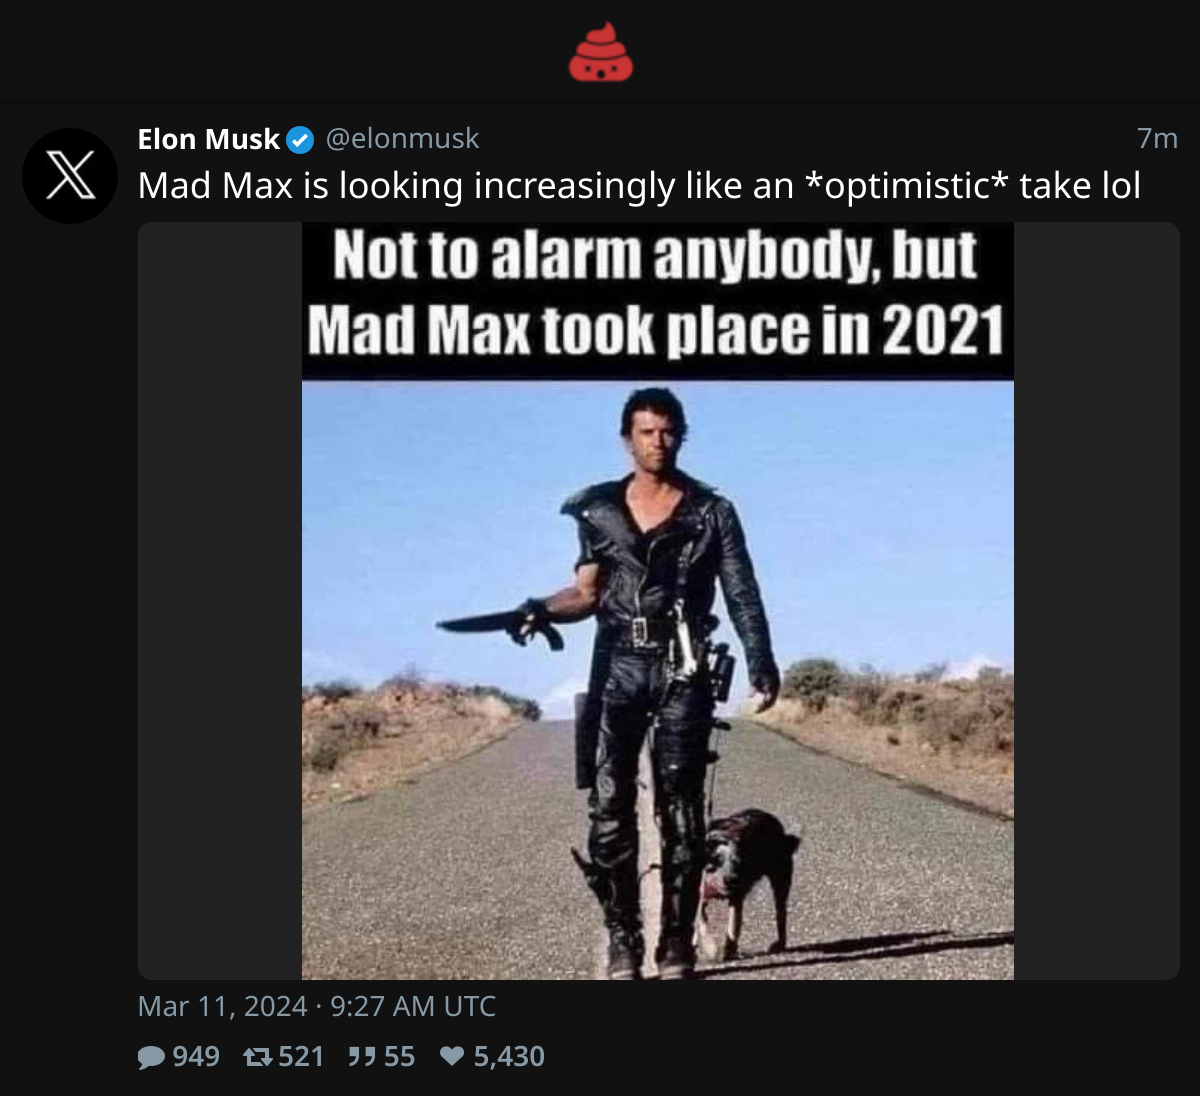 Elon Musk @elonmusk 7m
Mad Max is looking increasingly like an *optimistic* take lol
Not to alarm anybody, but
Mad Max took place in 2021
Mar 11, 2024 · 9:27 AM UTC
949 521 55 5,430